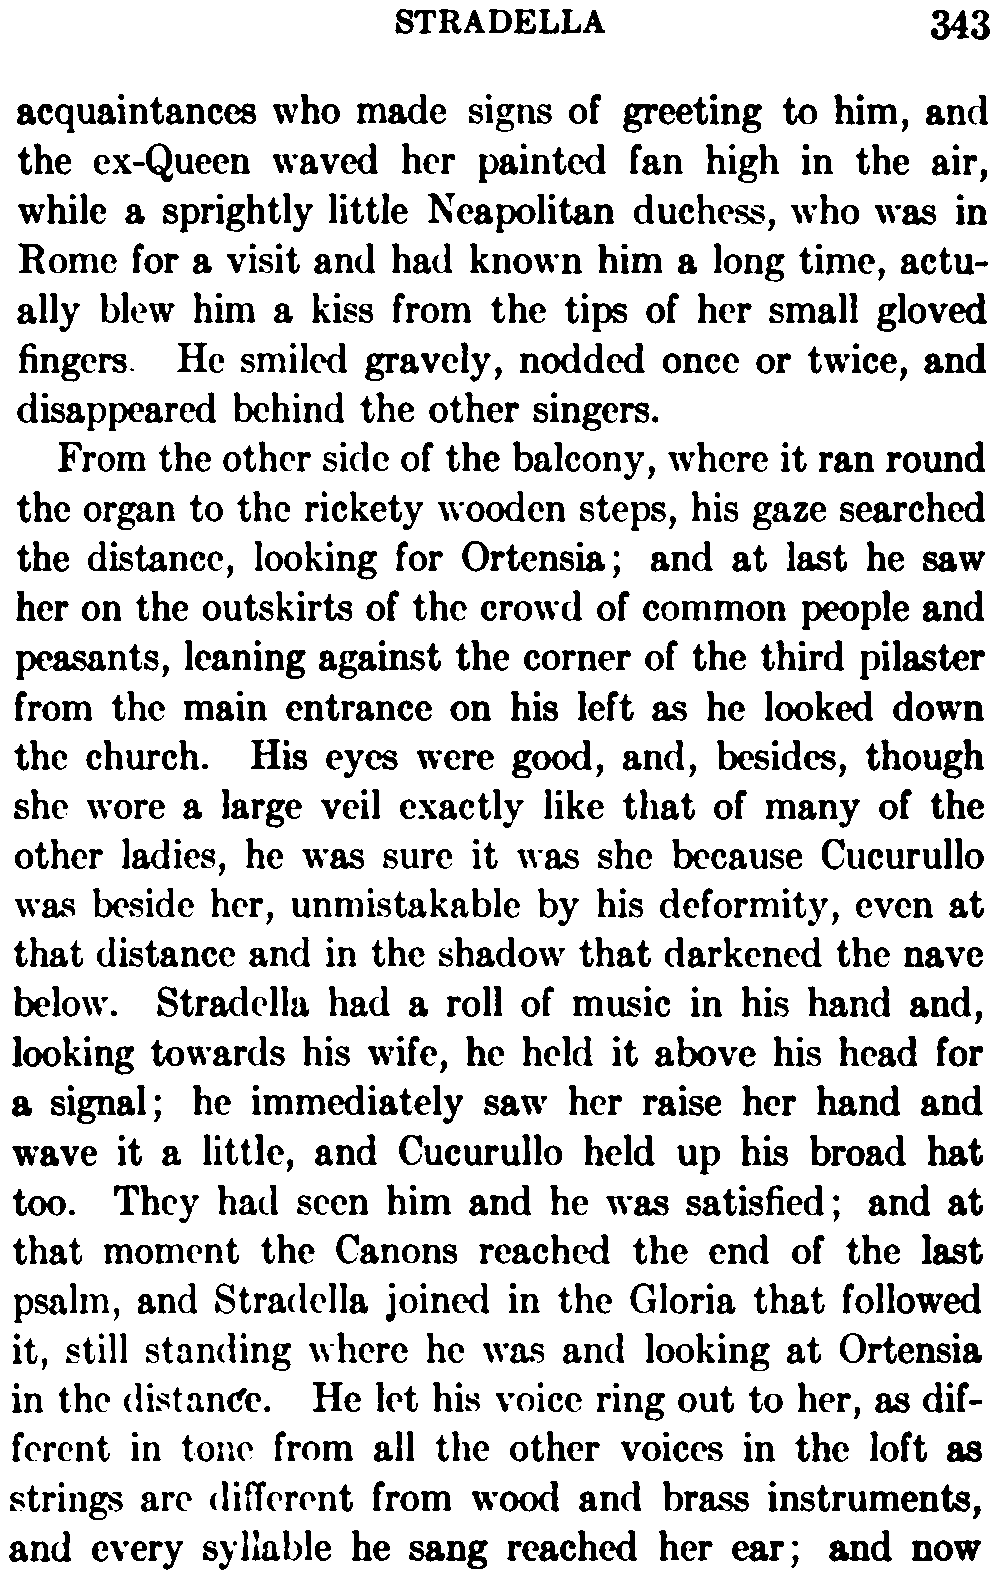 STRADELLA 343
acquaintances who made signs of greeting to him, and
the ex-Queen waved her painted fan high in the air,
while a sprightly little Neapolitan duchess, who was in
Rome for a visit and had known him a long time, actu-
ally blew him a kiss from the tips of her small gloved
fingers. He smiled gravely, nodded once or twice, and
disappeared behind the other singers.
From the other side of the balcony, where it ran round
the organ to the rickety wooden steps, his gaze searched
the distance, looking for Ortensia; and at last he saw
her on the outskirts of the crowd of common people and
peasants, leaning against the corner of the third pilaster
from the main entrance on his left as he looked down
the church. His eyes were good, and, besides, though
she wore a large veil exactly like that of many of the
other ladies, he was sure it was she because Cucurullo
was beside her, unmistakable by his deformity, even at
that distance and in the shadow that darkened the nave
below. Stradella had a roll of music in his hand and,
looking towards his wife, he held it above his head for
a signal; he immediately saw her raise her hand and
wave it a little, and Cucurullo held up his broad hat
too. They had seen him and he was satisfied; and at
that moment the Canons reached the end of the last
psalm, and Stradella joined in the Gloria that followed
it, still standing where he was and looking at Ortensia
in the distance. He let his voice ring out to her, as dif-
ferent in tone from all the other voices in the loft as
strings are different from wood and brass instruments,
and every syllable he sang reached her ear; and now